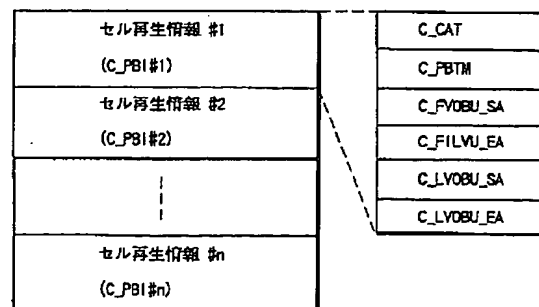 セル再生情報 #1
(C_PBI#1)
セル再生情報 #2
(C_PBI#2)
セル再生情報 #n
(C_PBI#n)
C_CAT
C_PBTM
C_FVOBU_SA
C_FILVU_EA
C_LVOBU_SA
C_LVOBU_EA